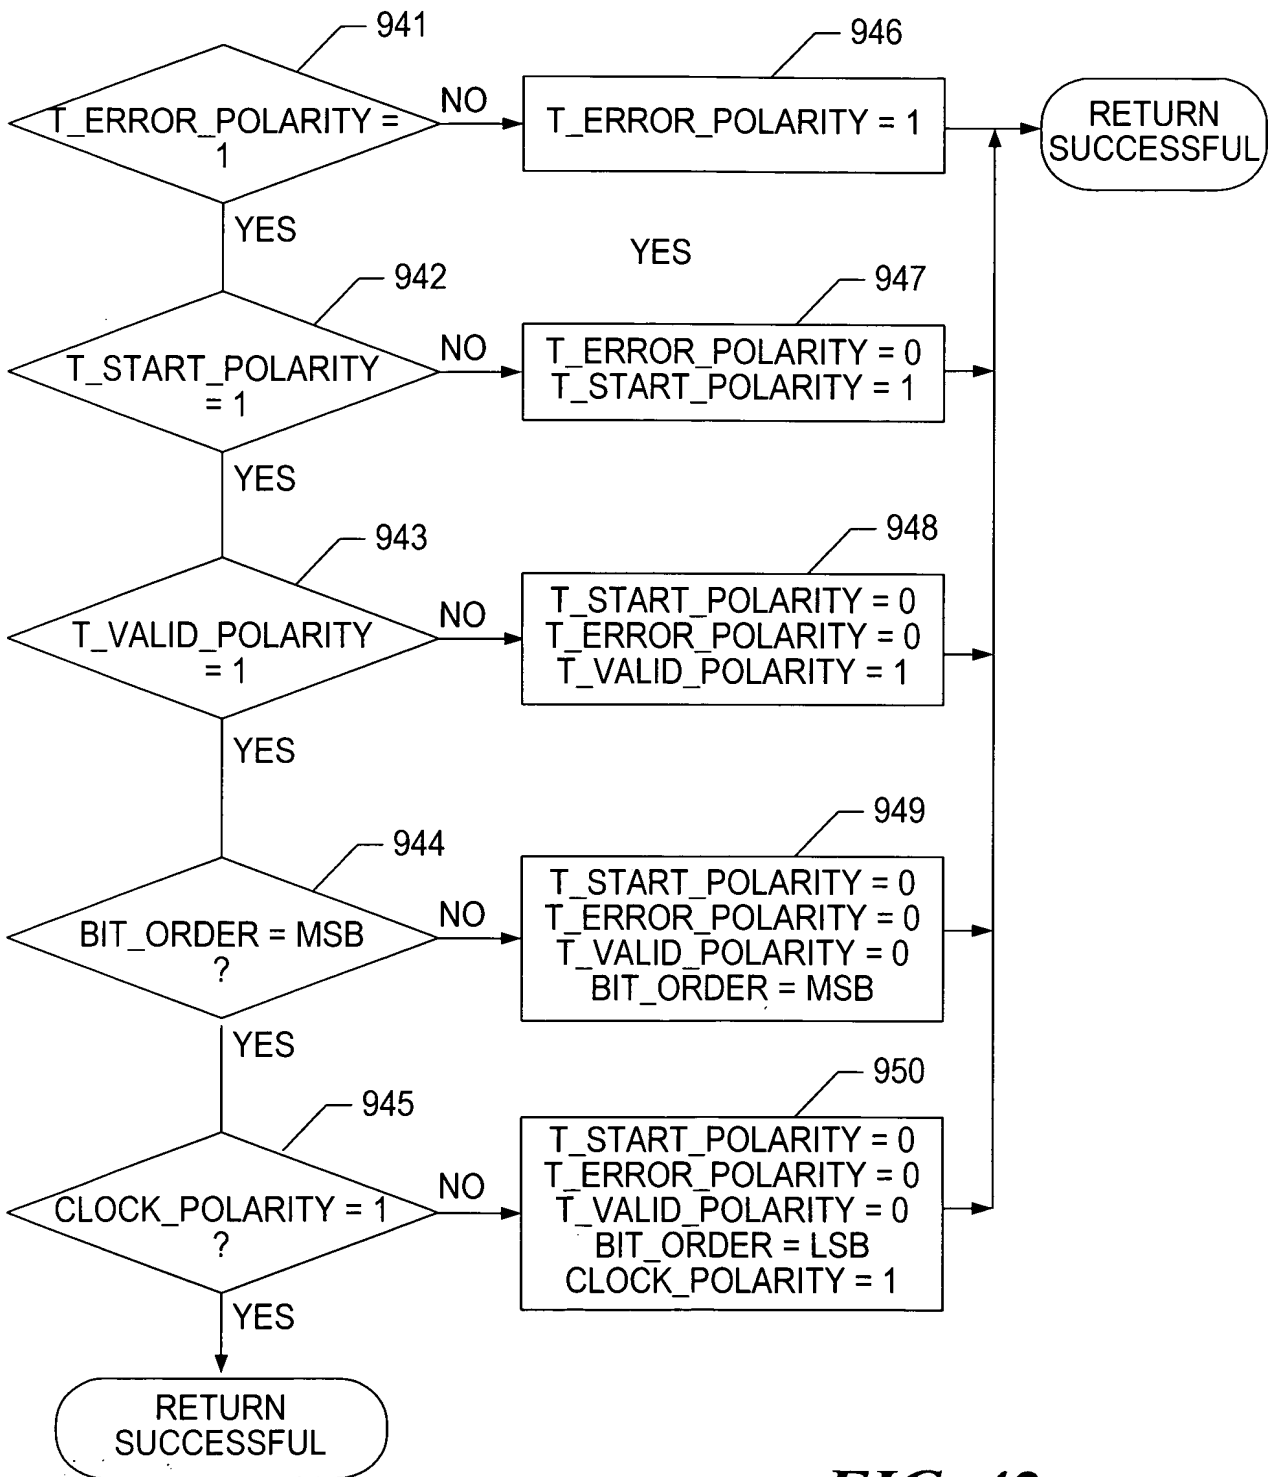 941
946
T_ERROR_POLARITY =
1
NO
T_ERROR_POLARITY = 1
RETURN
SUCCESSFUL
YES
YES
942
947
T_START_POLARITY
= 1
NO
T_ERROR_POLARITY = 0
T_START_POLARITY = 1
YES
943
948
T_VALID_POLARITY
= 1
NO
T_START_POLARITY = 0
T_ERROR_POLARITY = 0
T_VALID_POLARITY = 1
YES
944
949
BIT_ORDER = MSB
?
NO
T_START_POLARITY = 0
T_ERROR_POLARITY = 0
T_VALID_POLARITY = 0
BIT_ORDER = MSB
YES
945
950
CLOCK_POLARITY = 1
?
NO
T_START_POLARITY = 0
T_ERROR_POLARITY = 0
T_VALID_POLARITY = 0
BIT_ORDER = LSB
CLOCK_POLARITY = 1
YES
RETURN
SUCCESSFUL